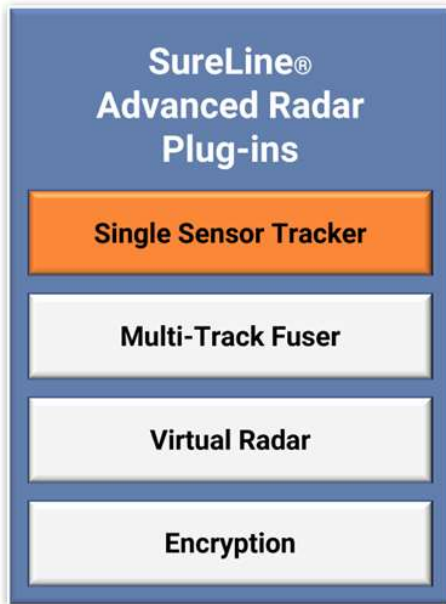 SureLine®
Advanced Radar
Plug-ins
Single Sensor Tracker
Multi-Track Fuser
Virtual Radar
Encryption